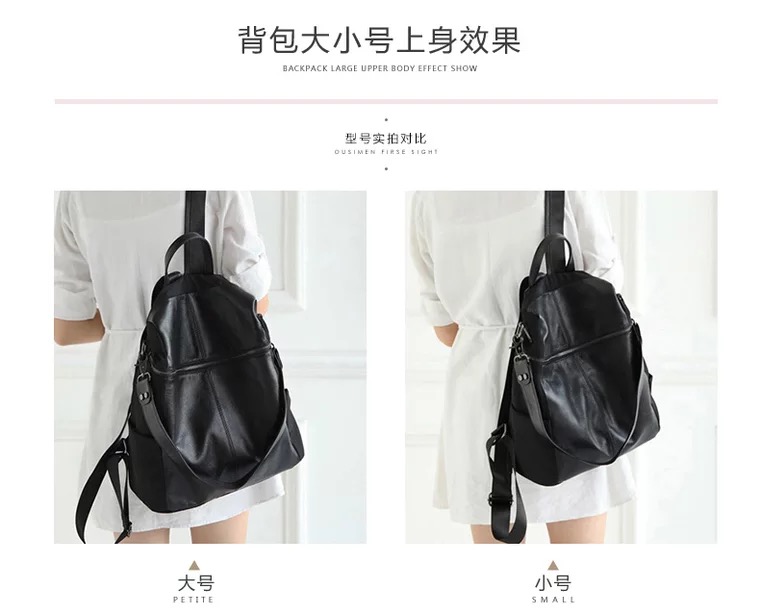 背包大小号上身效果
BACKPACK LARGE UPPER BODY EFFECT SHOW
型号实拍对比
OUSIMEN FIRSE SIGHT
大号
PETITE
小号
SMALL